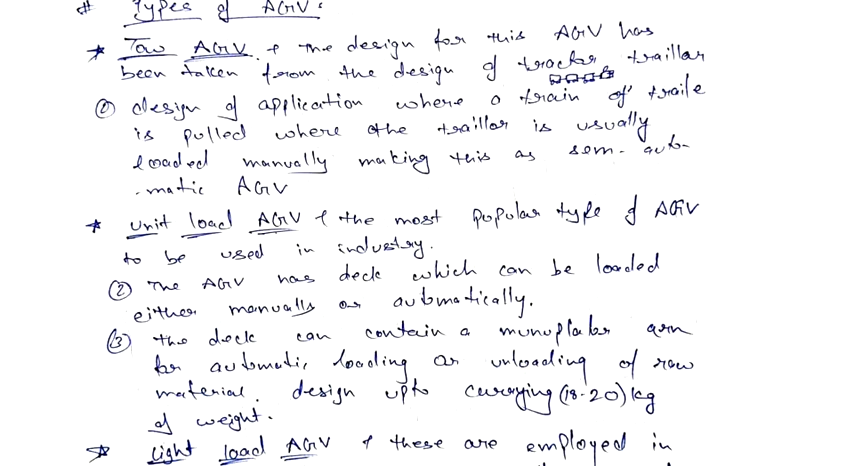 # Types of AGV :
* Tow AGV : the design for this AGV has
been taken from the design of tracker traillar
① design of application where a train of traile
is pulled where the traillor is usually
loaded manually making this as sem-auto-
-matic AGV
* Unit load AGV : the most popular type of AGV
to be used in industry.
② The AGV has deck which can be loaded
either manually or automatically.
③ the deck can contain a munoplator arm
for automatic loading or unloading of raw
material. design upto curraying (18-20) kg
of weight.
* Light load AGV : these are employed in